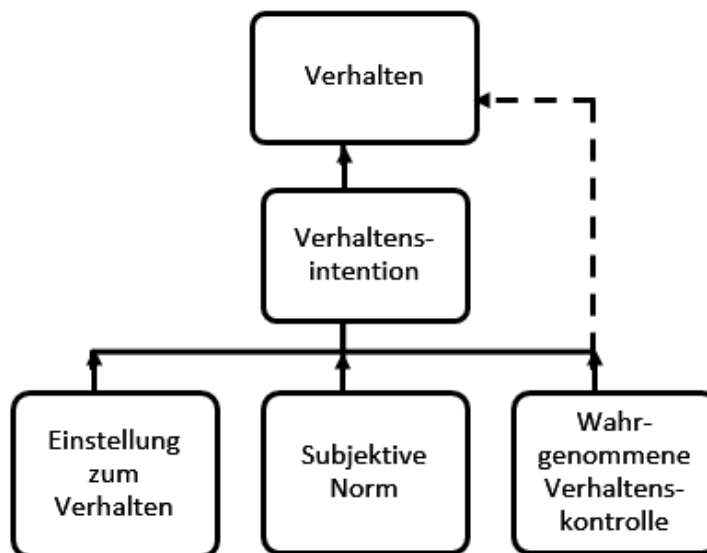 Verhalten
Verhaltens-
intention
Einstellung
zum
Verhalten
Subjektive
Norm
Wahr-
genommene
Verhaltens-
kontrolle